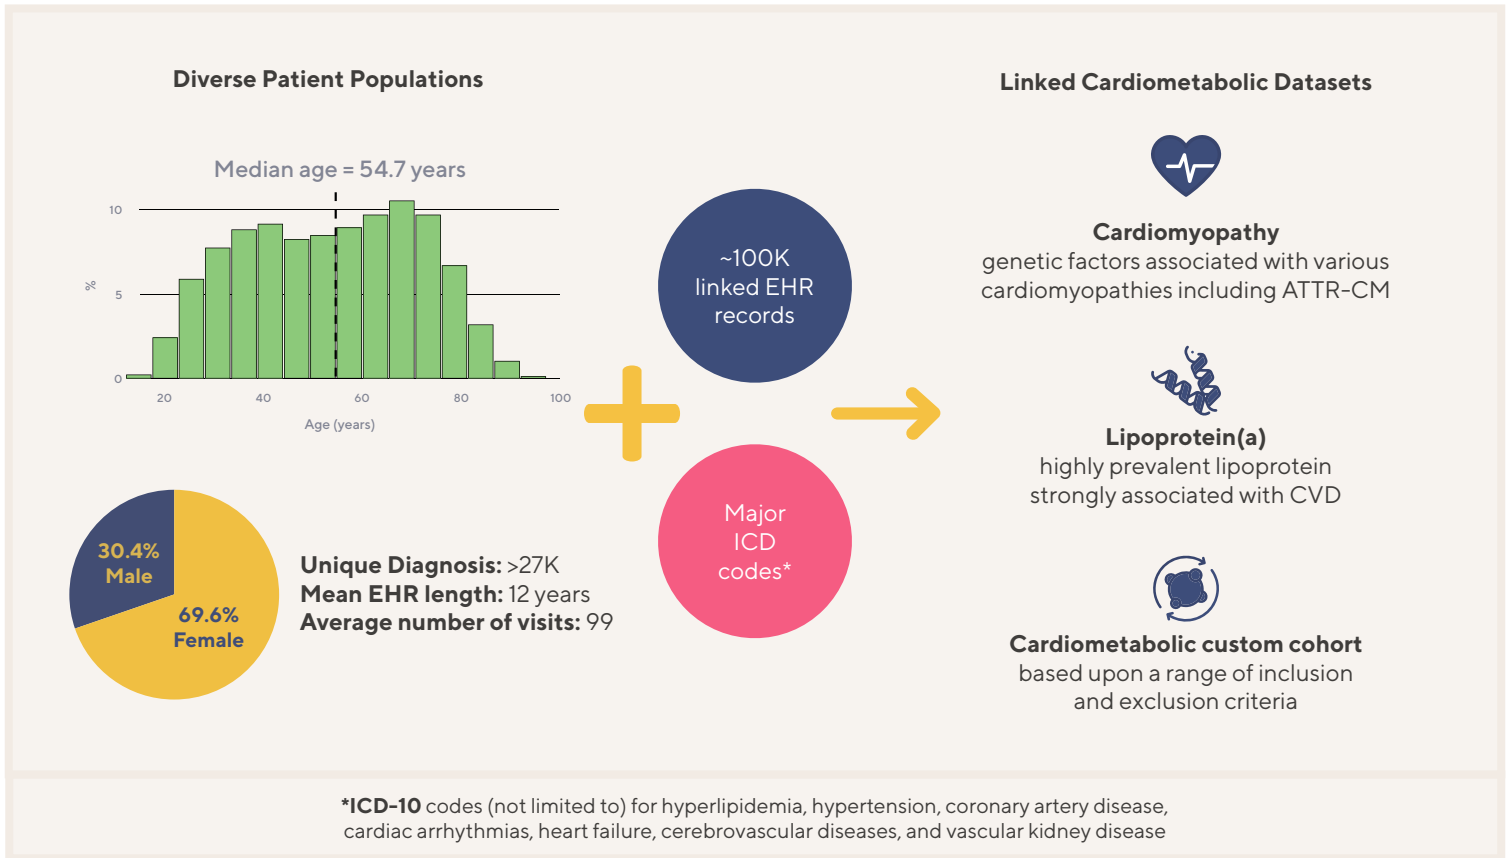 Diverse Patient Populations
Median age = 54.7 years
10
5
0
%
20 40 60 80 100
Age (years)
30.4%
Male
69.6%
Female
Unique Diagnosis: >27K
Mean EHR length: 12 years
Average number of visits: 99
~100K
linked EHR
records
Major
ICD
codes*
Linked Cardiometabolic Datasets
Cardiomyopathy
genetic factors associated with various
cardiomyopathies including ATTR-CM
Lipoprotein(a)
highly prevalent lipoprotein
strongly associated with CVD
Cardiometabolic custom cohort
based upon a range of inclusion
and exclusion criteria
*ICD-10 codes (not limited to) for hyperlipidemia, hypertension, coronary artery disease,
cardiac arrhythmias, heart failure, cerebrovascular diseases, and vascular kidney disease